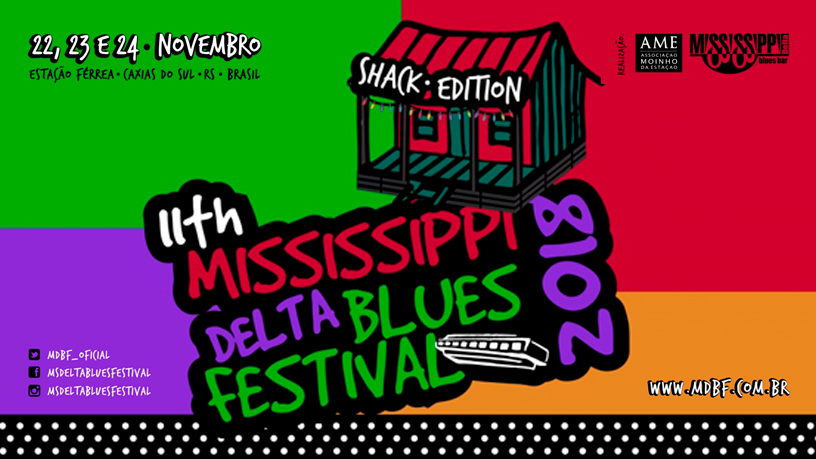 22, 23 E 24 • NOVEMBRO
ESTAÇÃO FÉRREA • CAXIAS DO SUL • RS • BRASIL
SHACK • EDITION
REALIZAÇÃO:
AME
ASSOCIAÇÃO
MOINHO
DA ESTAÇÃO
MISSISSIPPI
blues bar
11th
MISSISSIPPI
DELTA BLUES
FESTIVAL
2018
MDBF_OFICIAL
MSDELTABLUESFESTIVAL
MSDELTABLUESFESTIVAL
WWW.MDBF.COM.BR